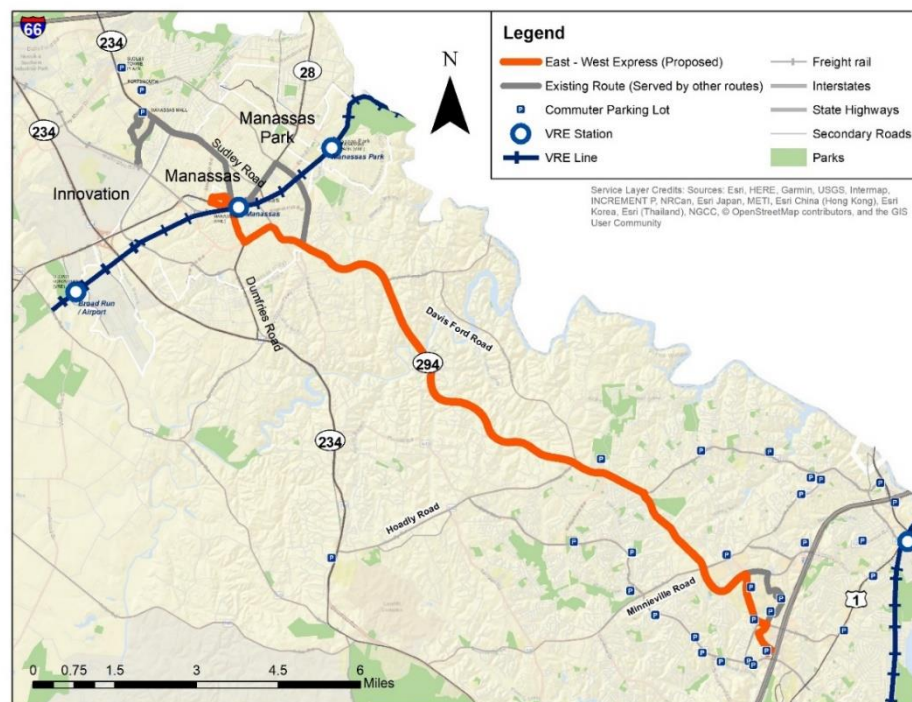 66
234
28
N
234
Manassas
Park
Sudley Road
Manassas
Innovation
Manassas Park
Manassas
Broad Run
/ Airport
Dumfries Road
Davis Ford Road
294
234
Hoadly Road
Minnieville Road
1
Legend
East - West Express (Proposed)
Existing Route (Served by other routes)
P Commuter Parking Lot
VRE Station
VRE Line
Freight rail
Interstates
State Highways
Secondary Roads
Parks
Service Layer Credits: Sources: Esri, HERE, Garmin, USGS, Intermap,
INCREMENT P, NRCan, Esri Japan, METI, Esri China (Hong Kong), Esri
Korea, Esri (Thailand), NGCC, © OpenStreetMap contributors, and the GIS
User Community
0 0.75 1.5 3 4.5 6
Miles